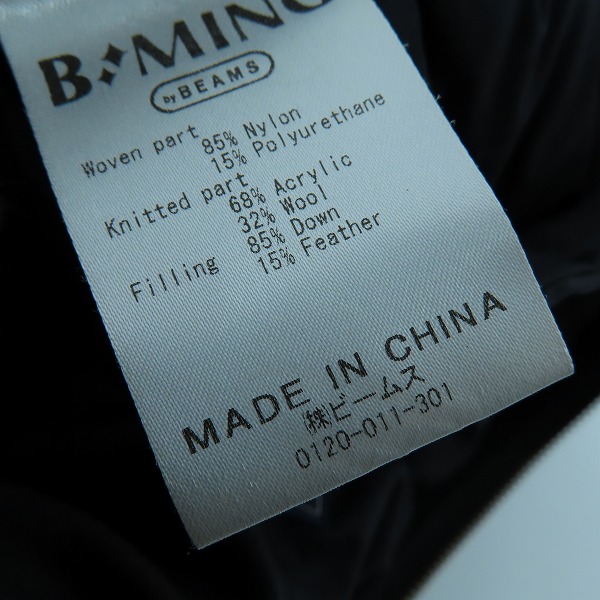 B✦MING
by BEAMS
Woven part 85% Nylon
15% Polyurethane
Knitted part 68% Acrylic
32% Wool
Filling 85% Down
15% Feather
MADE IN CHINA
㈱ビームス
0120-011-301